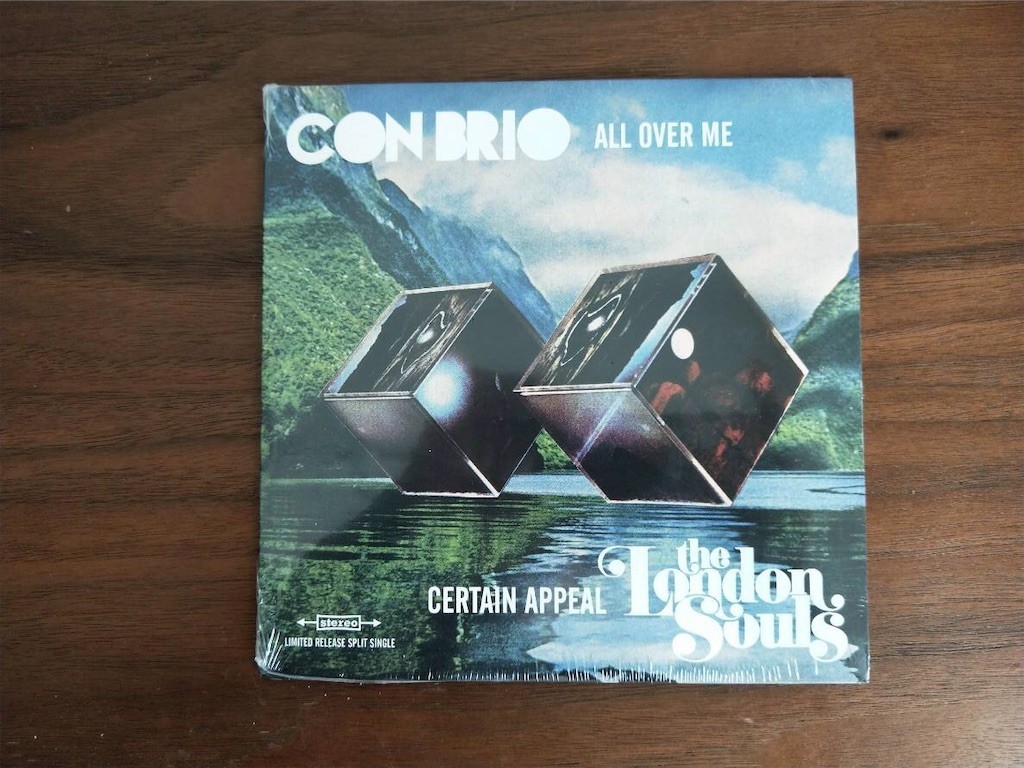 CON BRIO ALL OVER ME
CERTAIN APPEAL the London Souls
stereo
LIMITED RELEASE SPLIT SINGLE